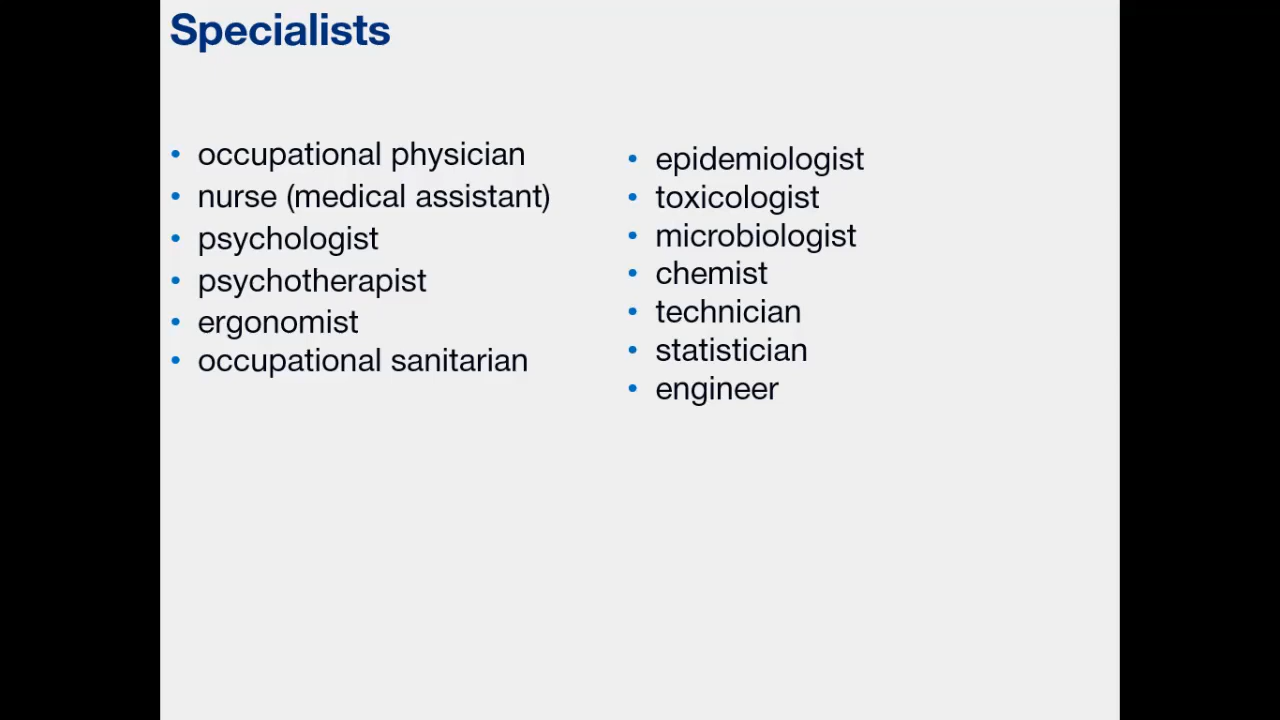 Specialists
• occupational physician
• nurse (medical assistant)
• psychologist
• psychotherapist
• ergonomist
• occupational sanitarian
• epidemiologist
• toxicologist
• microbiologist
• chemist
• technician
• statistician
• engineer